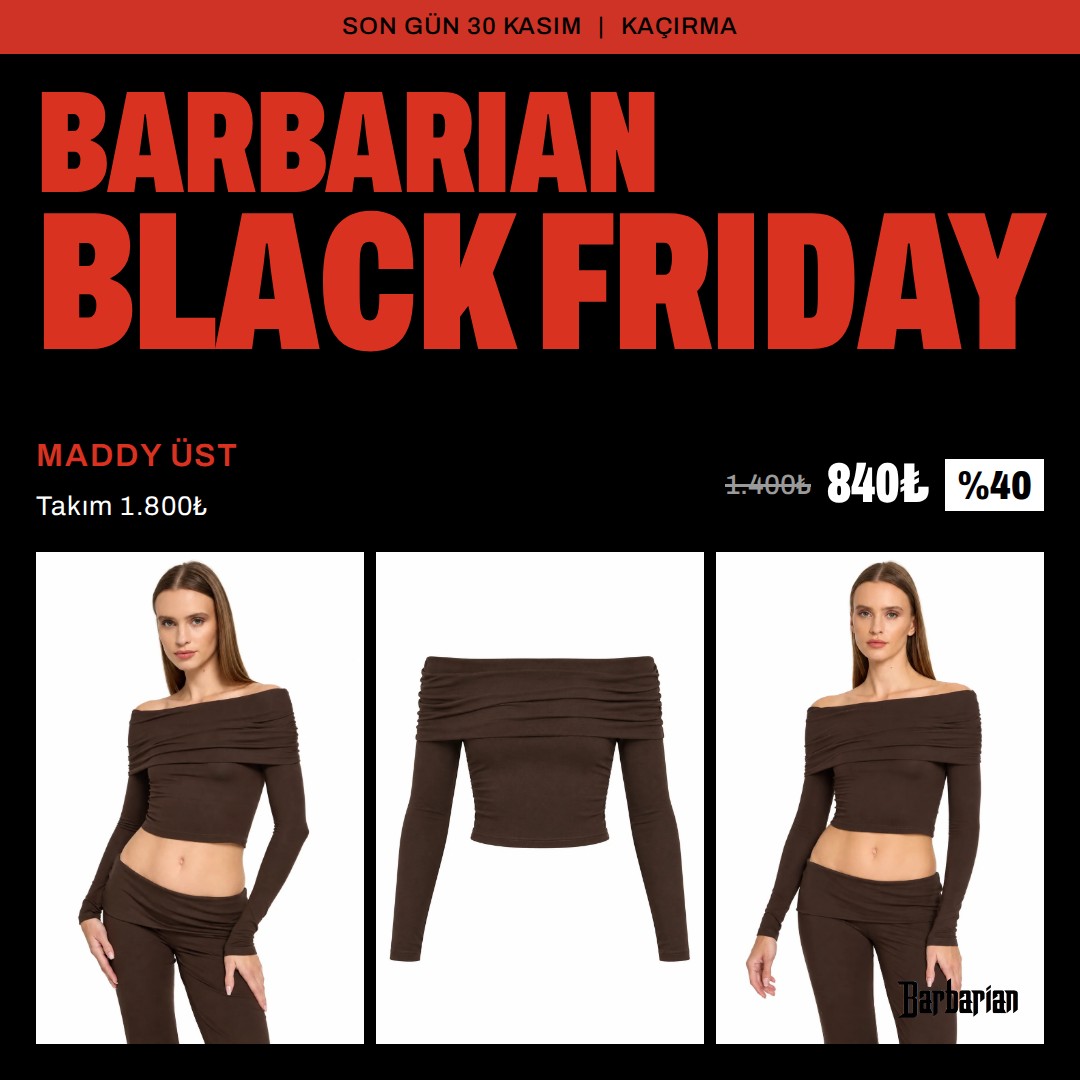 SON GÜN 30 KASIM | KAÇIRMA
BARBARIAN
BLACK FRIDAY
MADDY ÜST
Takım 1.800₺
1.400₺ 840₺ %40
Barbarian